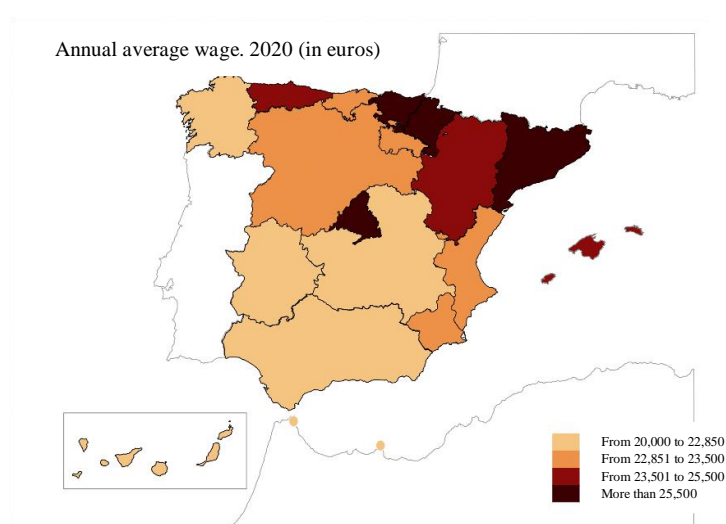 Annual average wage. 2020 (in euros)
From 20,000 to 22,850
From 22,851 to 23,500
From 23,501 to 25,500
More than 25,500